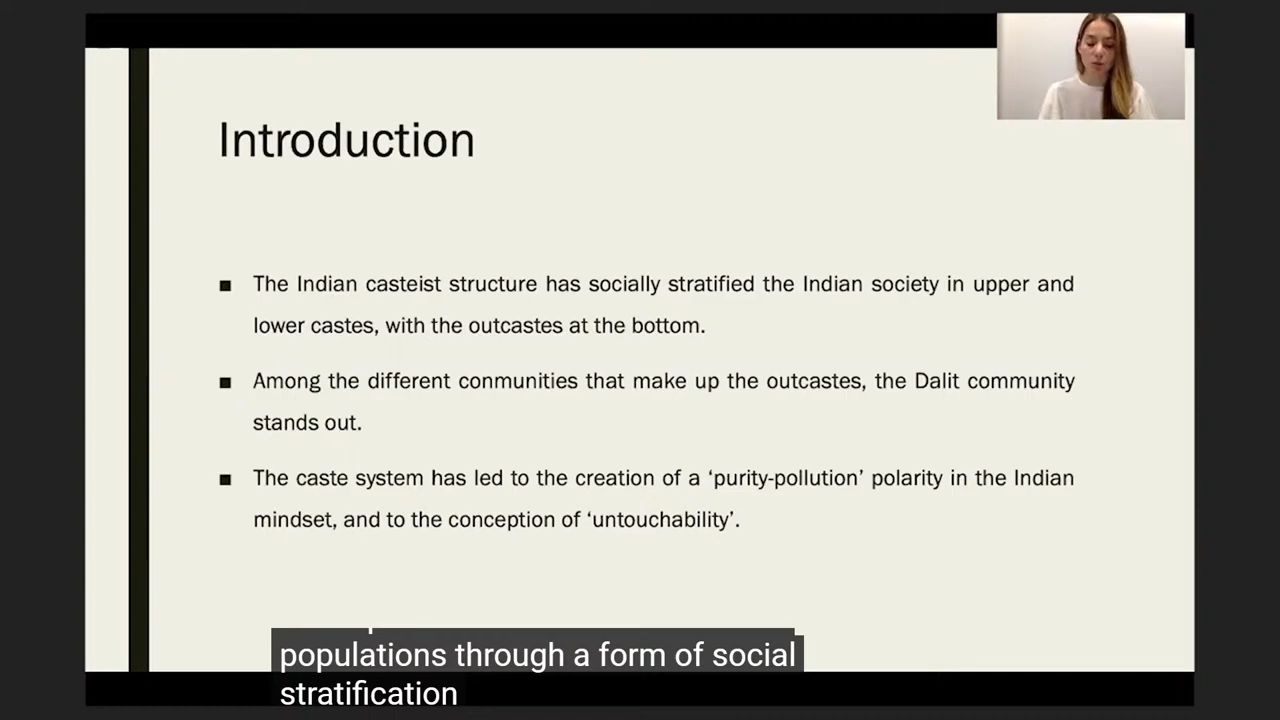 Introduction
■ The Indian casteist structure has socially stratified the Indian society in upper and
lower castes, with the outcastes at the bottom.
■ Among the different conmunities that make up the outcastes, the Dalit community
stands out.
■ The caste system has led to the creation of a ‘purity-pollution’ polarity in the Indian
mindset, and to the conception of ‘untouchability’.
populations through a form of social
stratification